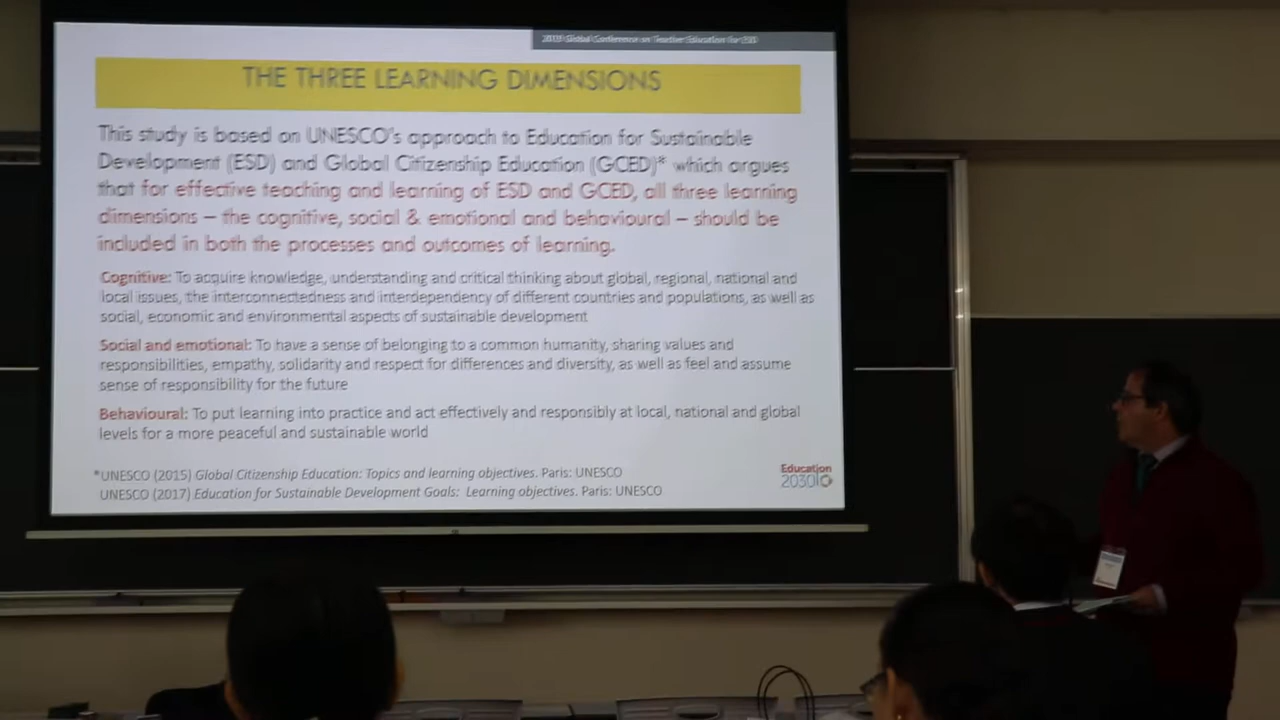 2019 Global Conference on Teacher Education for ESD
THE THREE LEARNING DIMENSIONS
This study is based on UNESCO's approach to Education for Sustainable
Development (ESD) and Global Citizenship Education (GCED)* which argues
that for effective teaching and learning of ESD and GCED, all three learning
dimensions – the cognitive, social & emotional and behavioural – should be
included in both the processes and outcomes of learning.
Cognitive: To acquire knowledge, understanding and critical thinking about global, regional, national and
local issues, the interconnectedness and interdependency of different countries and populations, as well as
social, economic and environmental aspects of sustainable development
Social and emotional: To have a sense of belonging to a common humanity, sharing values and
responsibilities, empathy, solidarity and respect for differences and diversity, as well as feel and assume
sense of responsibility for the future
Behavioural: To put learning into practice and act effectively and responsibly at local, national and global
levels for a more peaceful and sustainable world
*UNESCO (2015) Global Citizenship Education: Topics and learning objectives. Paris: UNESCO
UNESCO (2017) Education for Sustainable Development Goals: Learning objectives. Paris: UNESCO
Education
2030